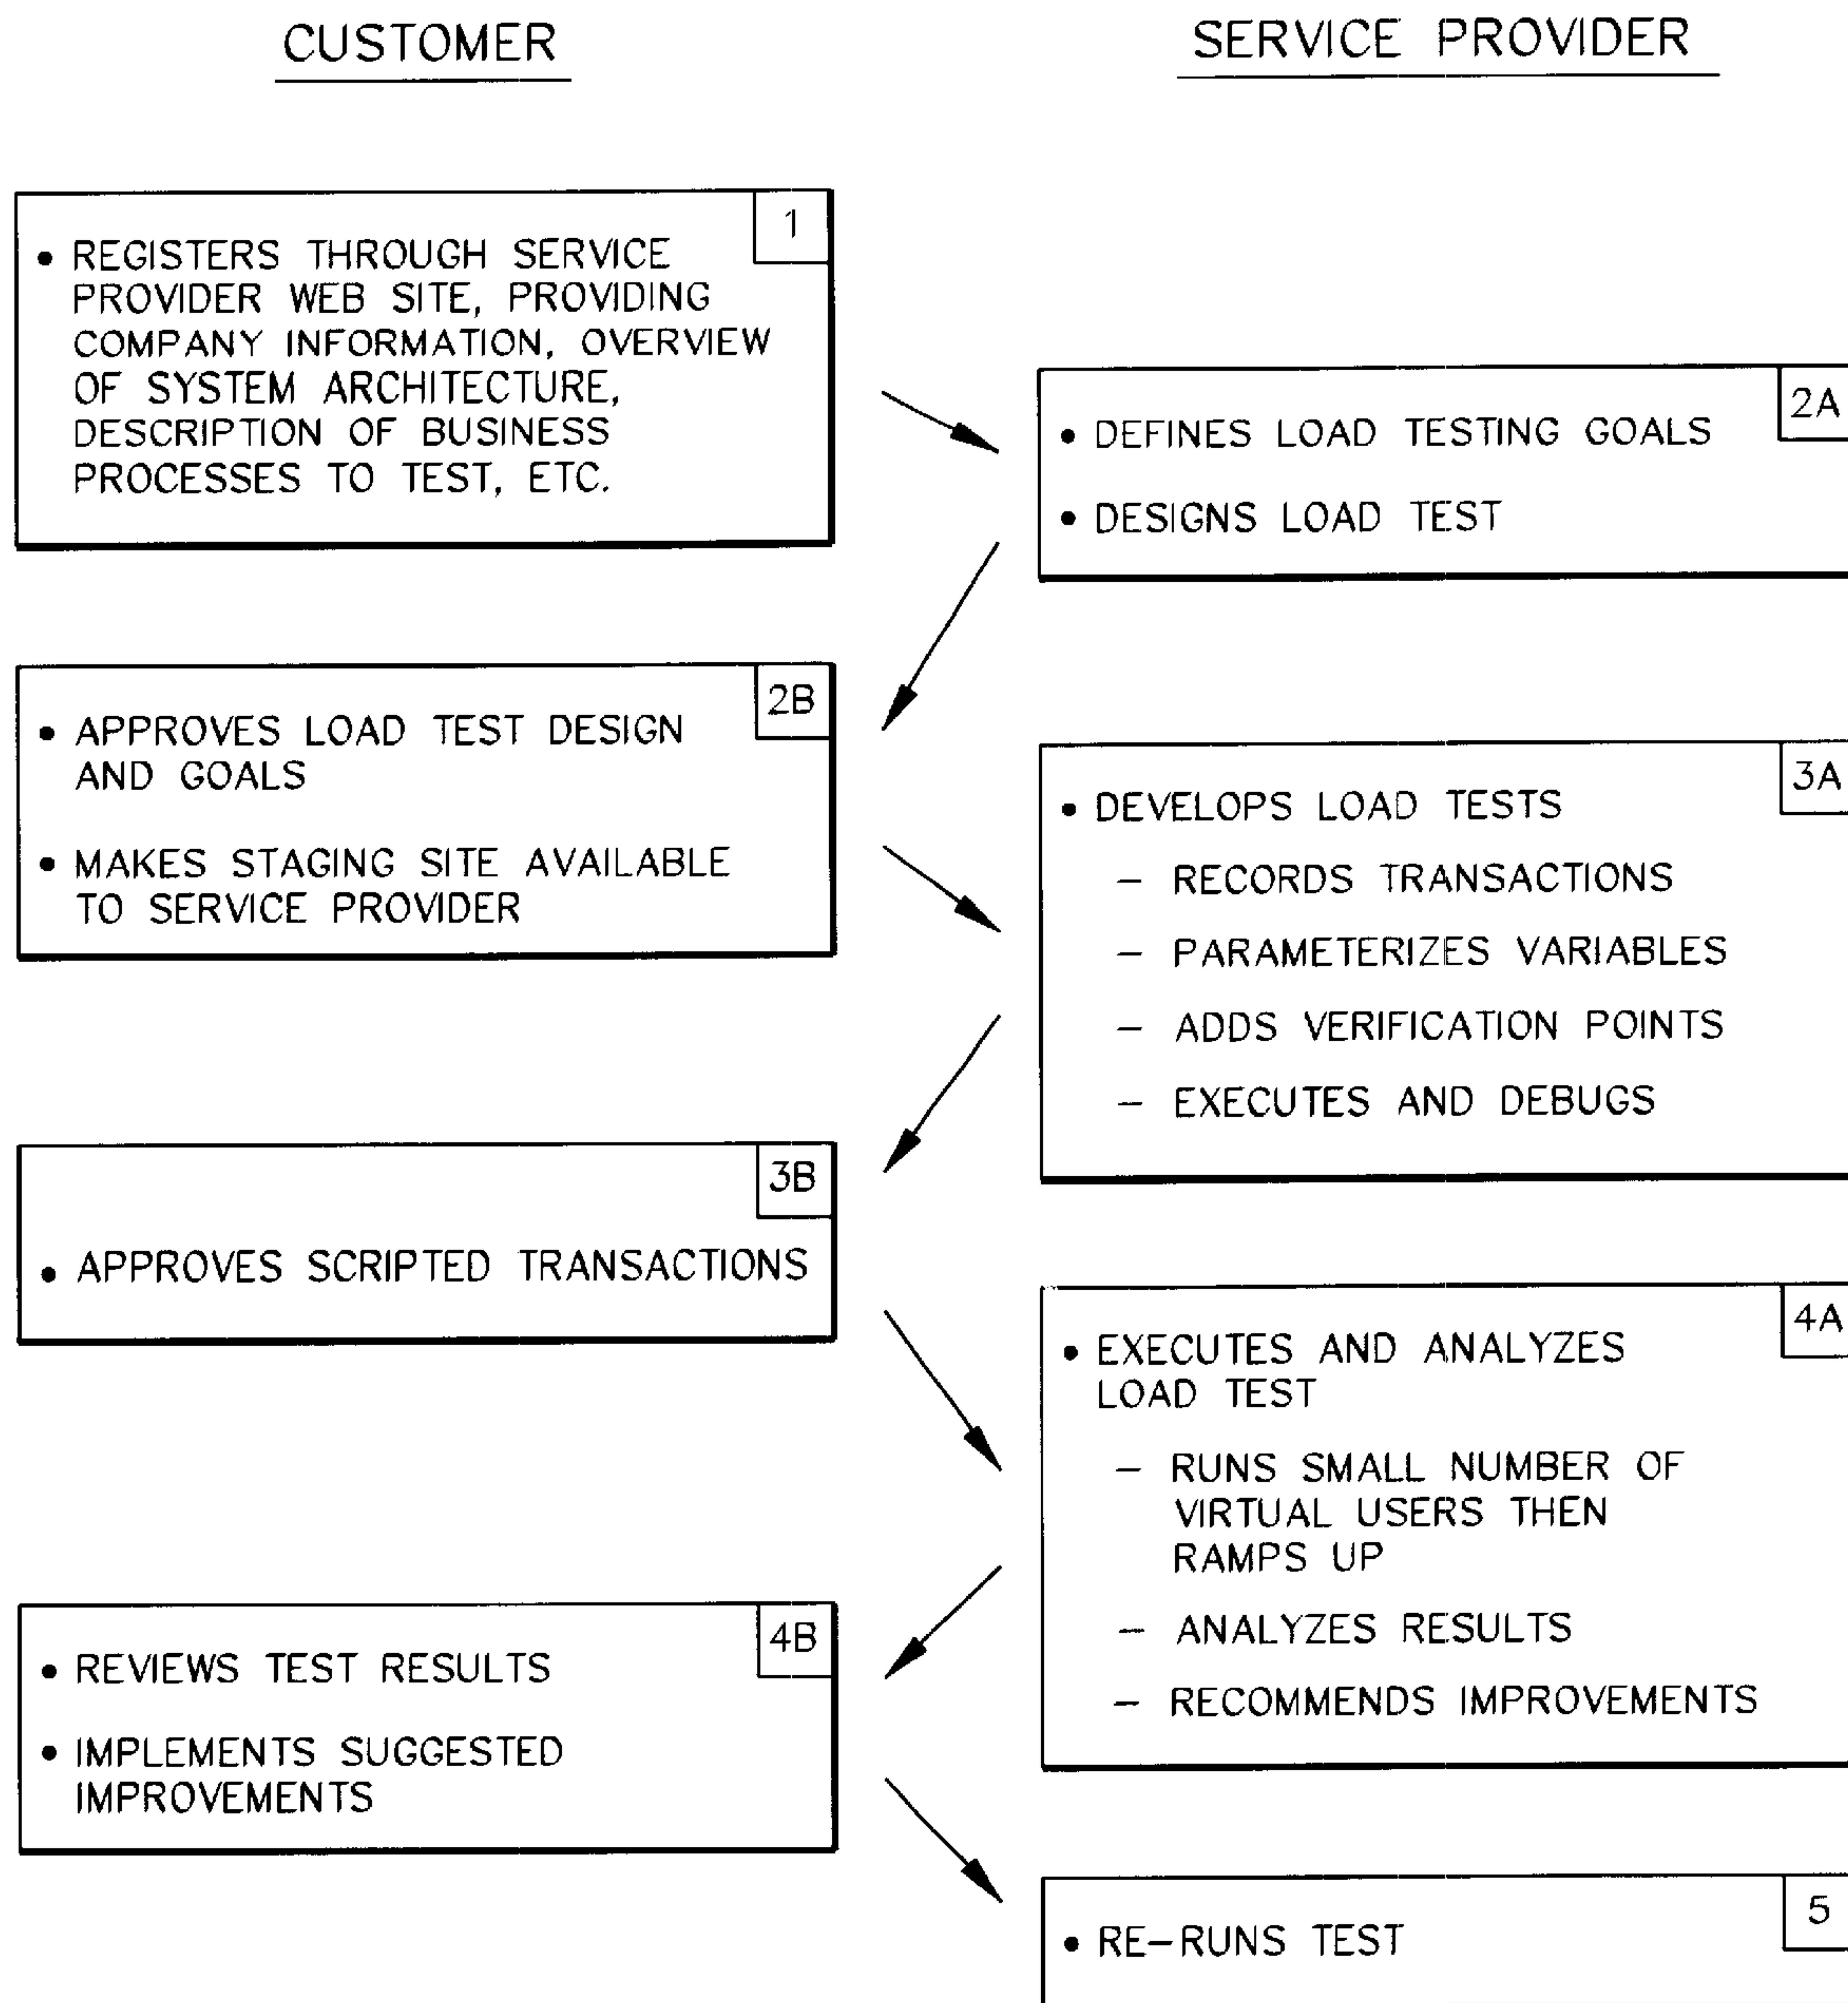 CUSTOMER
SERVICE PROVIDER
1
• REGISTERS THROUGH SERVICE
PROVIDER WEB SITE, PROVIDING
COMPANY INFORMATION, OVERVIEW
OF SYSTEM ARCHITECTURE,
DESCRIPTION OF BUSINESS
PROCESSES TO TEST, ETC.
2A
• DEFINES LOAD TESTING GOALS
• DESIGNS LOAD TEST
2B
• APPROVES LOAD TEST DESIGN
AND GOALS
• MAKES STAGING SITE AVAILABLE
TO SERVICE PROVIDER
3A
• DEVELOPS LOAD TESTS
– RECORDS TRANSACTIONS
– PARAMETERIZES VARIABLES
– ADDS VERIFICATION POINTS
– EXECUTES AND DEBUGS
3B
• APPROVES SCRIPTED TRANSACTIONS
4A
• EXECUTES AND ANALYZES
LOAD TEST
– RUNS SMALL NUMBER OF
VIRTUAL USERS THEN
RAMPS UP
– ANALYZES RESULTS
– RECOMMENDS IMPROVEMENTS
4B
• REVIEWS TEST RESULTS
• IMPLEMENTS SUGGESTED
IMPROVEMENTS
5
• RE–RUNS TEST